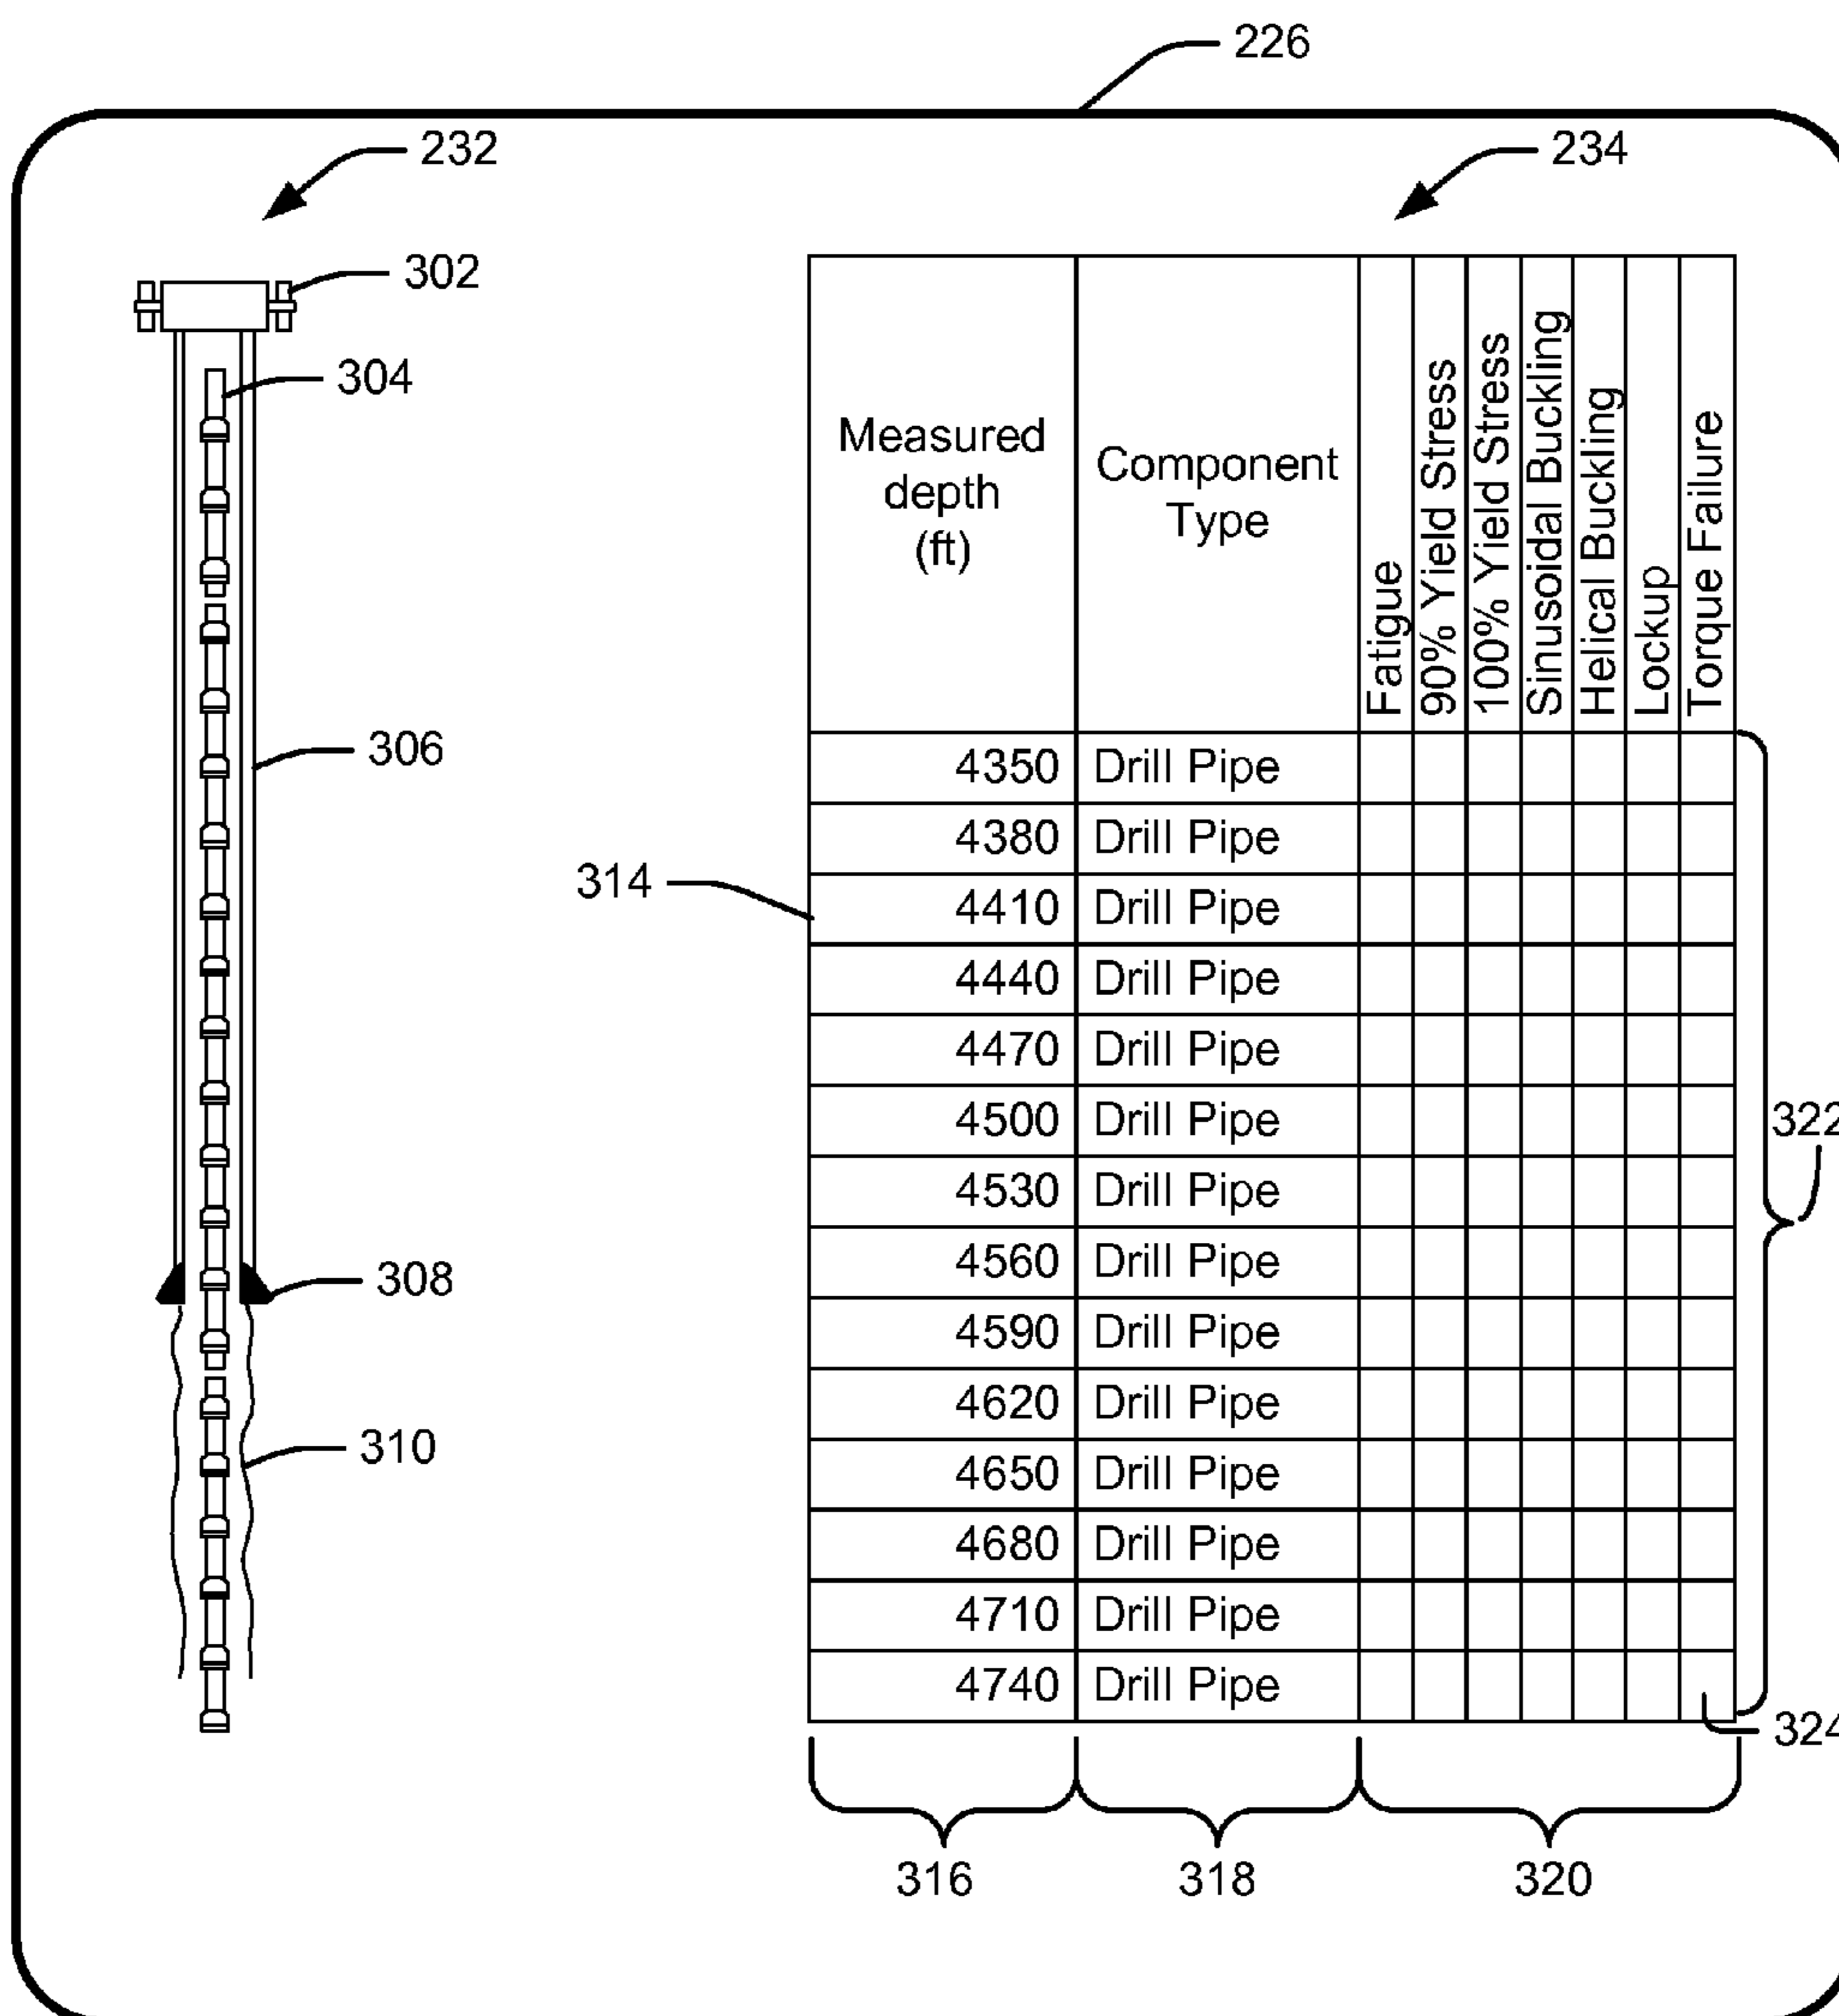 226
232
234
302
304
306
308
310
314
Measured
depth
(ft)
Component
Type
Fatigue
90% Yield Stress
100% Yield Stress
Sinusoidal Buckling
Helical Buckling
Lockup
Torque Failure
4350 Drill Pipe
4380 Drill Pipe
4410 Drill Pipe
4440 Drill Pipe
4470 Drill Pipe
4500 Drill Pipe
4530 Drill Pipe
4560 Drill Pipe
4590 Drill Pipe
4620 Drill Pipe
4650 Drill Pipe
4680 Drill Pipe
4710 Drill Pipe
4740 Drill Pipe
322
324
316
318
320